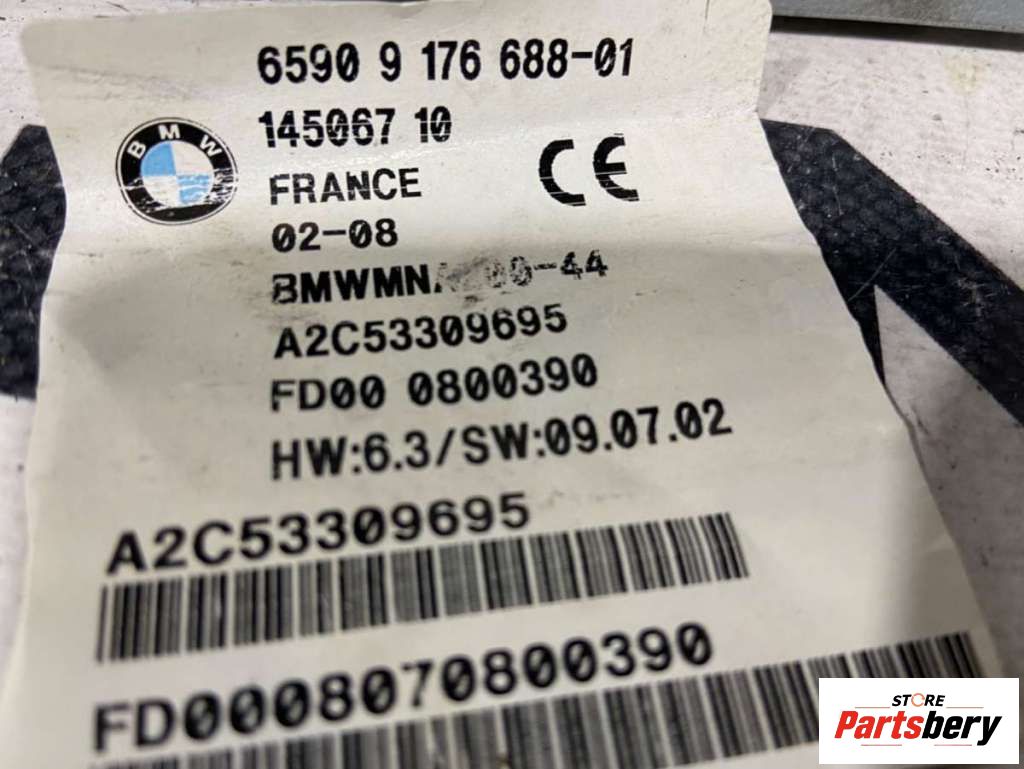 6590 9 176 688-01
145067 10
BMW
FRANCE
CE
02-08
A2C53309695
FD00 0800390
HW:6.3/SW:09.07.02
A2C53309695
FD0008070800390
STORE
Partsbery